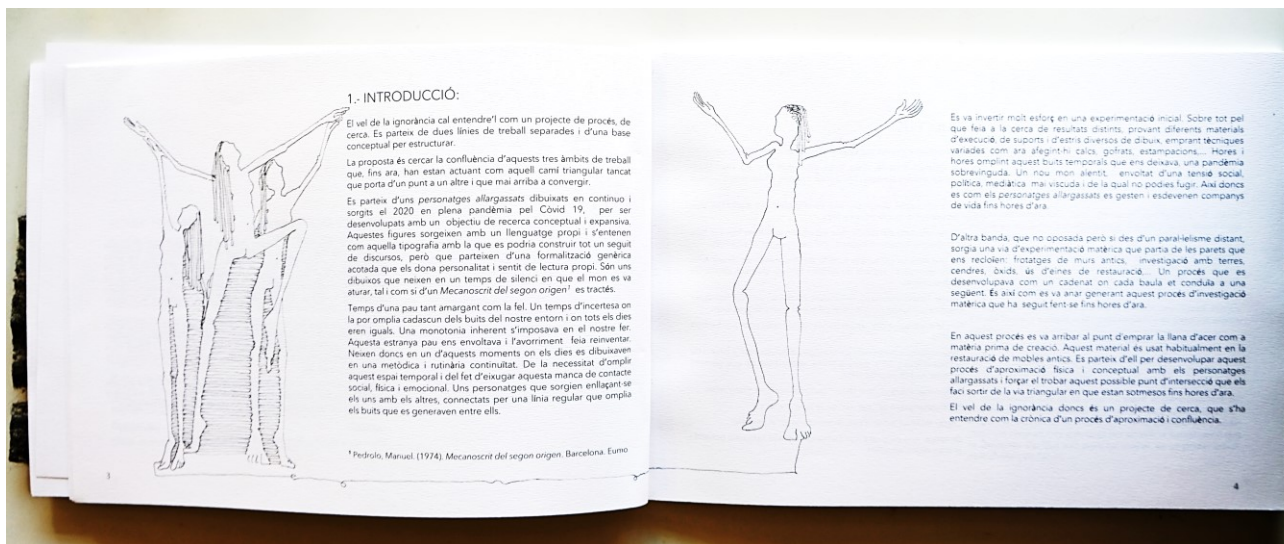 1.- INTRODUCCIÓ:
El vel de la ignorància cal entendre'l com un projecte de procés, de
cerca. Es parteix de dues línies de treball separades i d'una base
conceptual per estructurar.
La proposta és cercar la confluència d'aquests tres àmbits de treball
que, fins ara, han estan actuant com aquell camí triangular tancat
que porta d'un punt a un altre i que mai arriba a convergir.
Es parteix d'uns personatges allargassats dibuixats en continuo i
sorgits el 2020 en plena pandèmia pel Còvid 19, per ser
desenvolupats amb un objectiu de recerca conceptual i expansiva.
Aquestes figures sorgeixen amb un llenguatge propi i s'entenen
com aquella tipografia amb la que es podria construir tot un seguit
de discursos, però que parteixen d'una formalització genèrica
acotada que els dona personalitat i sentit de lectura propi. Són uns
dibuixos que neixen en un temps de silenci en que el mon es va
aturar, tal i com si d'un Mecanoscrit del segon origen¹ es tractés.
Temps d'una pau tant amargant com la fel. Un temps d'incertesa on
la por omplia cadascun dels buits del nostre entorn i on tots els dies
eren iguals. Una monotonia inherent s'imposava en el nostre fer.
Aquesta estranya pau ens envoltava i l'avorriment feia reinventar.
Neixen doncs en un d'aquests moments on els dies es dibuixaven
en una metòdica i rutinària continuïtat. De la necessitat d'omplir
aquest espai temporal i del fet d'eixugar aquesta manca de contacte
social, física i emocional. Uns personatges que sorgien enllaçant-se
els uns amb els altres, connectats per una línia regular que omplia
els buits que es generaven entre ells.
¹ Pedrolo, Manuel. (1974). Mecanoscrit del segon origen. Barcelona. Eumo
3
Es va invertir molt esforç en una experimentació inicial. Sobre tot pel
que feia a la cerca de resultats distints, provant diferents materials
d'execució, de suports i d'estris diversos de dibuix, emprant tècniques
variades com ara afegint-hi calcs, gofrats, estampacions... Hores i
hores omplint aquest buits temporals que ens deixava, una pandèmia
sobrevinguda. Un nou mon alentit, envoltat d'una tensió social,
política, mediàtica mai viscuda i de la qual no podies fugir. Així doncs
es com els personatges allargassats es gesten i esdevenen companys
de vida fins hores d'ara.
D'altra banda, que no oposada però si des d'un paral·lelisme distant,
sorgia una via d'experimentació matèrica que partia de les parets que
ens recloïen: frotatges de murs antics, investigació amb terres,
cendres, òxids, ús d'eines de restauració... Un procés que es
desenvolupava com un cadenat on cada baula et conduïa a una
següent. És així com es va anar generant aquest procés d'investigació
matèrica que ha seguit fent-se fins hores d'ara.
En aquest procés es va arribar al punt d'emprar la llana d'acer com a
matèria prima de creació. Aquest material és usat habitualment en la
restauració de mobles antics. Es parteix d'ell per desenvolupar aquest
procés d'aproximació física i conceptual amb els personatges
allargassats i forçar el trobar aquest possible punt d'intersecció que els
faci sortir de la via triangular en que estan sotmesos fins hores d'ara.
El vel de la ignorància doncs és un projecte de cerca, que s'ha
entendre com la crònica d'un procés d'aproximació i confluència.
4